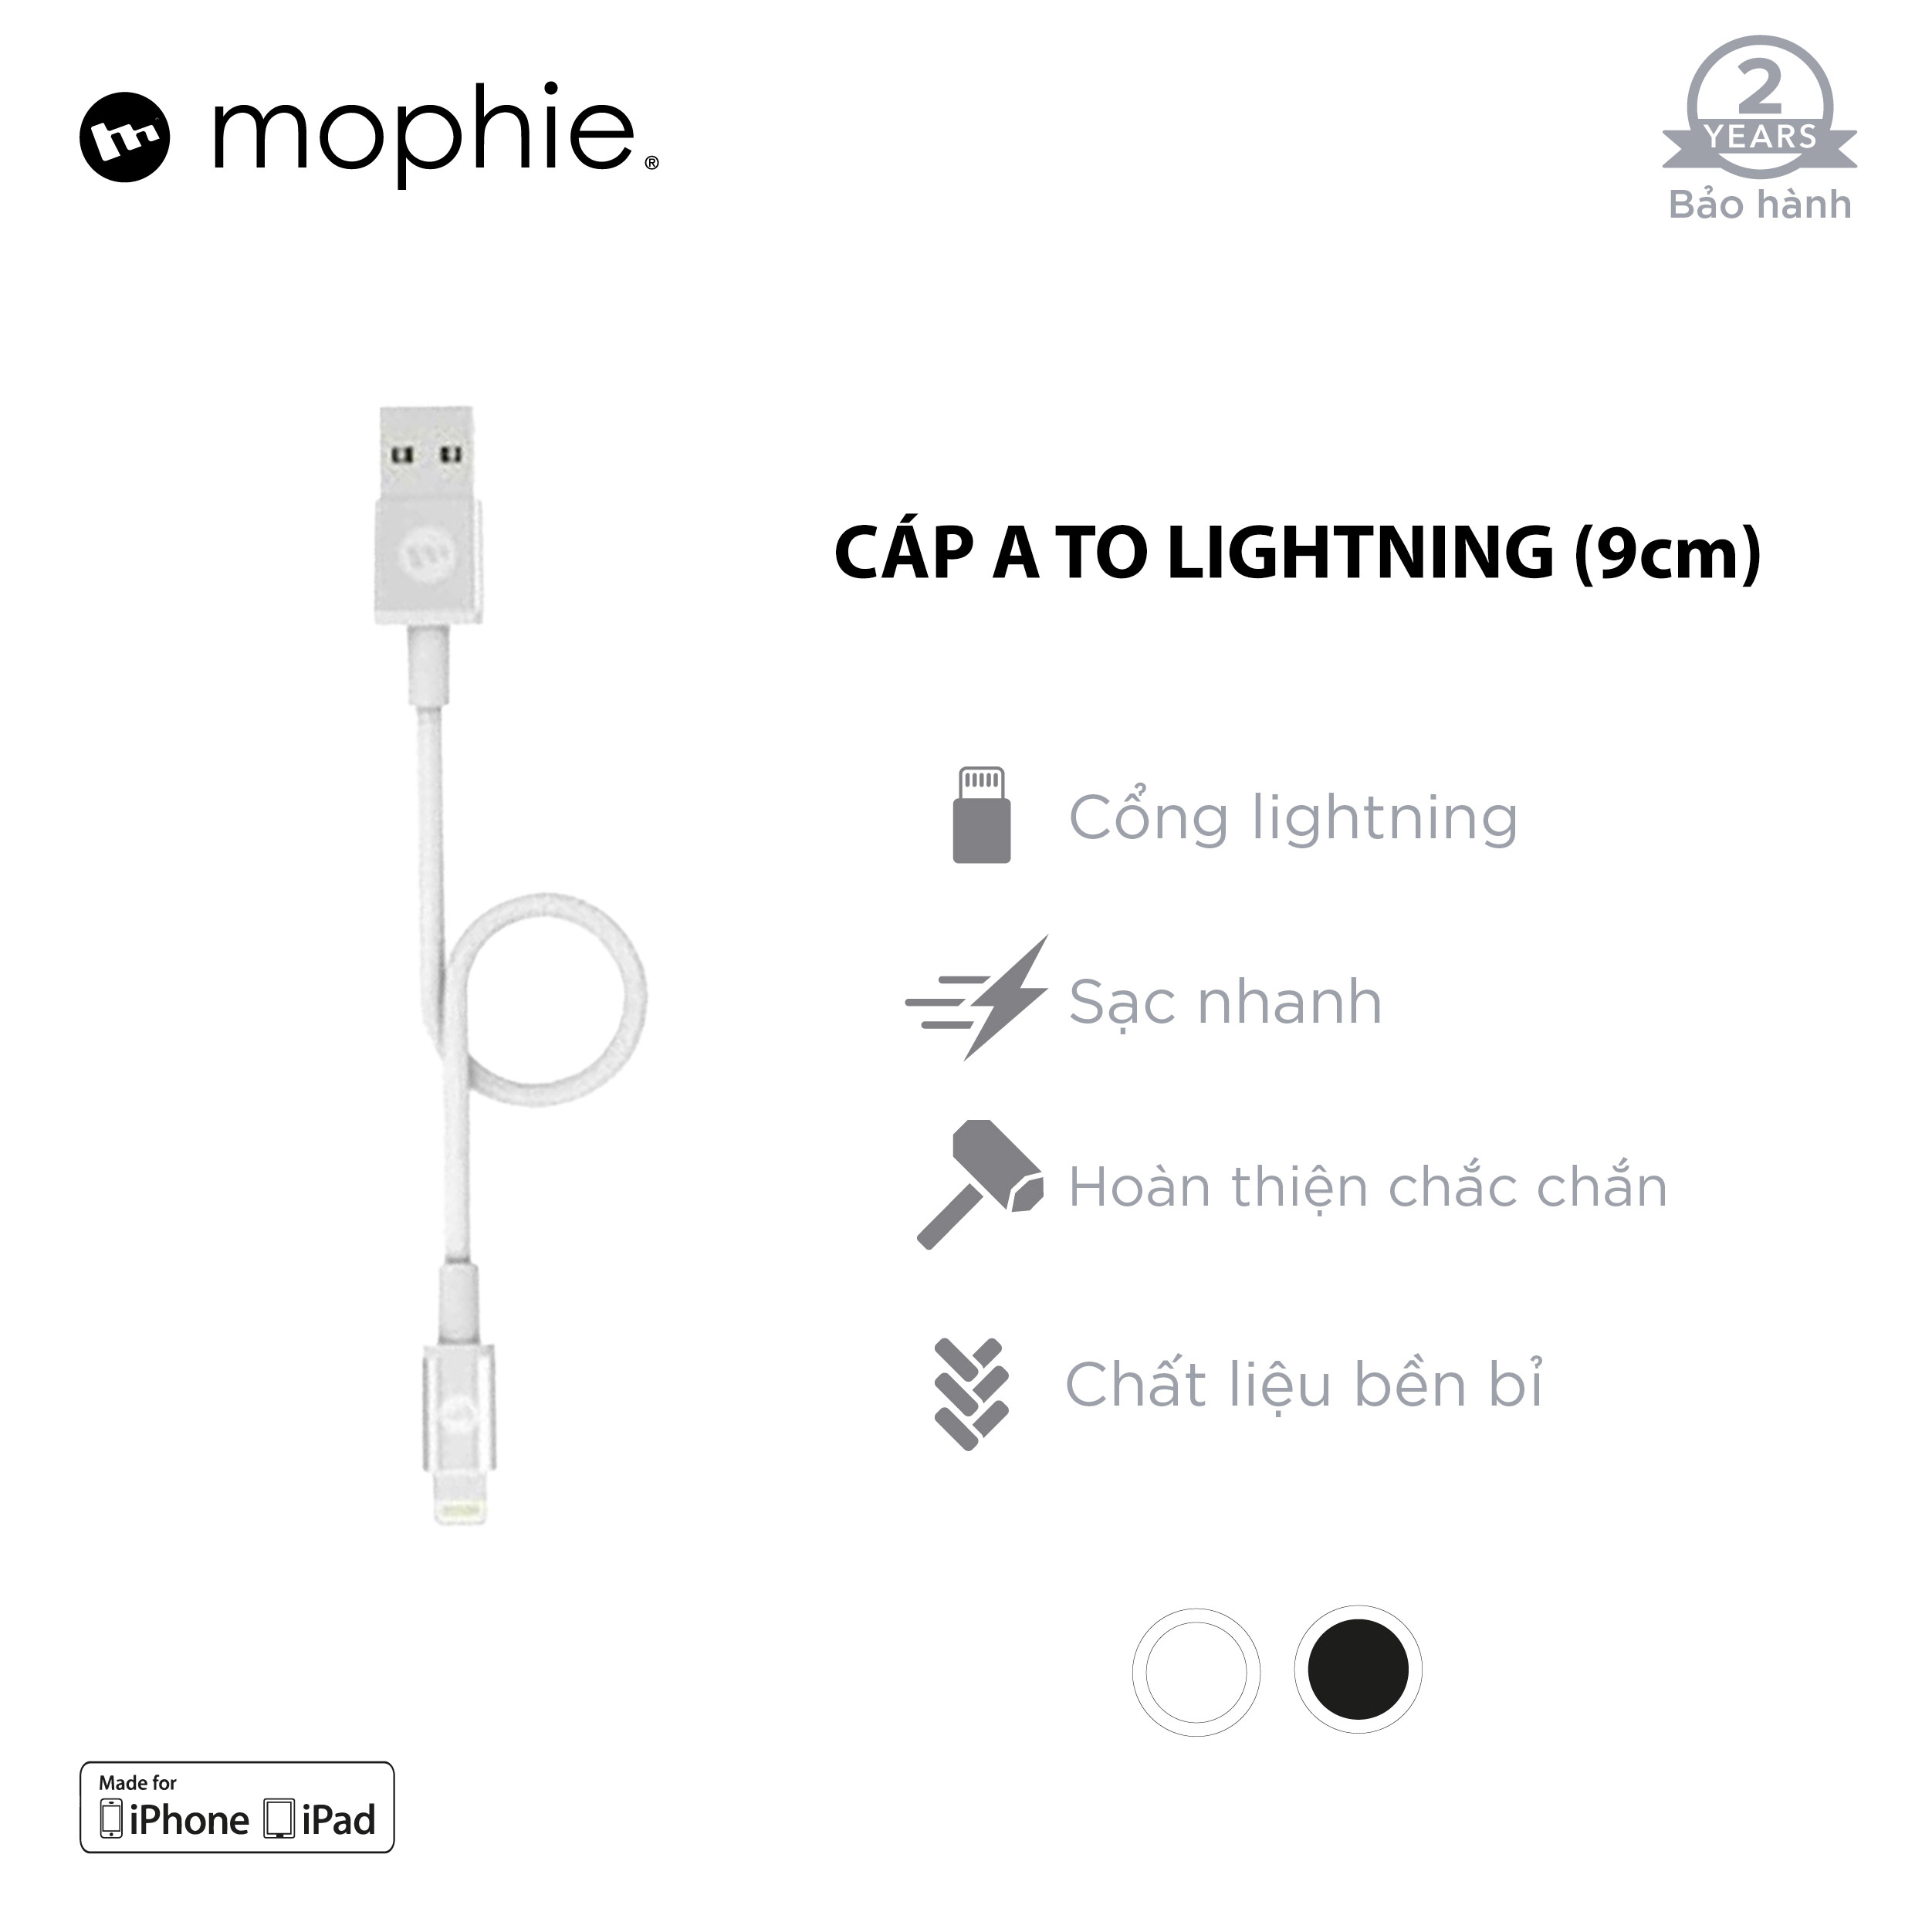 mophie.®
2
YEARS
Bảo hành
CÁP A TO LIGHTNING (9cm)
Cổng lightning
Sạc nhanh
Hoàn thiện chắc chắn
Chất liệu bền bỉ
Made for
iPhone iPad